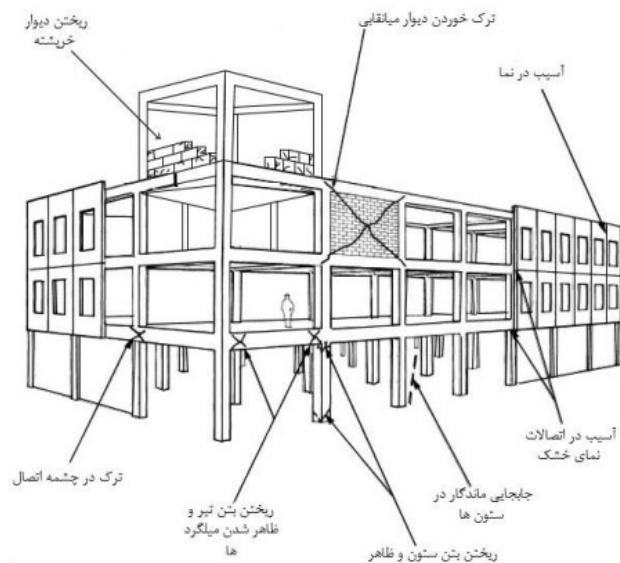 ریختن دیوار
خرپشته
ترک خوردن دیوار میانقابی
آسیب در نما
آسیب در اتصالات
نمای خشک
جابجایی ماندگار در
ستون ها
ترک در چشمه اتصال
ریختن بتن تیر و
ظاهر شدن میلگرد
ها
ریختن بتن ستون و ظاهر